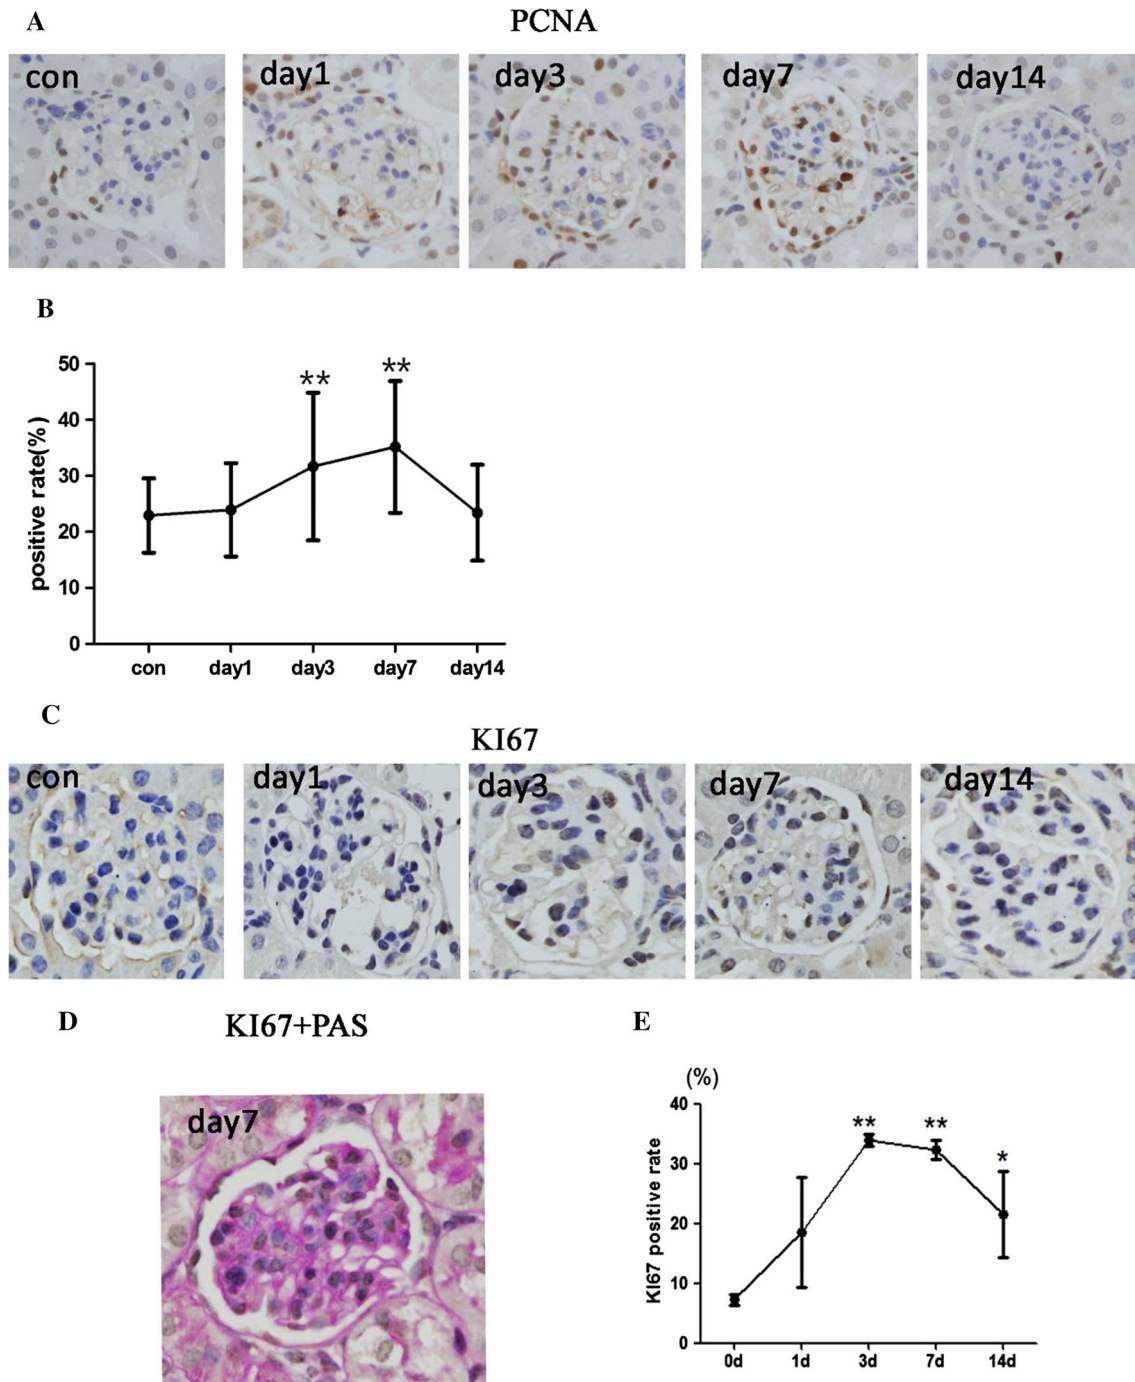 A
PCNA
con
day1
day3
day7
day14
B
50
40
30
20
10
0
positive rate(%)
**
**
con
day1
day3
day7
day14
C
KI67
con
day1
day3
day7
day14
D
KI67+PAS
day7
E
(%)
40
30
20
10
0
KI67 positive rate
**
**
*
0d
1d
3d
7d
14d